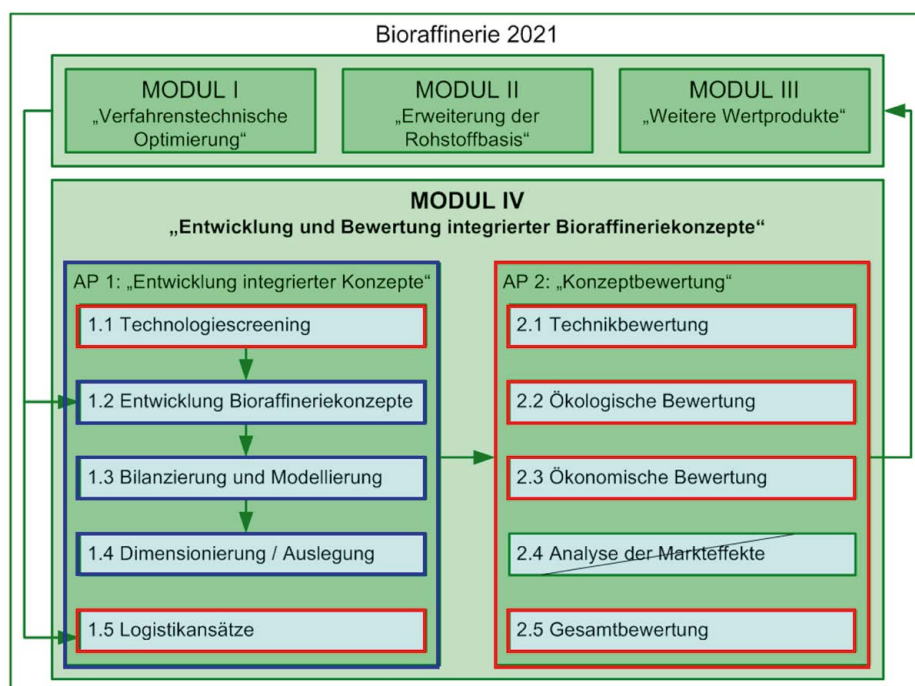 Bioraffinerie 2021
MODUL I
„Verfahrenstechnische
Optimierung“
MODUL II
„Erweiterung der
Rohstoffbasis“
MODUL III
„Weitere Wertprodukte“
MODUL IV
„Entwicklung und Bewertung integrierter Bioraffineriekonzepte“
AP 1: „Entwicklung integrierter Konzepte“
1.1 Technologiescreening
1.2 Entwicklung Bioraffineriekonzepte
1.3 Bilanzierung und Modellierung
1.4 Dimensionierung / Auslegung
1.5 Logistikansätze
AP 2: „Konzeptbewertung“
2.1 Technikbewertung
2.2 Ökologische Bewertung
2.3 Ökonomische Bewertung
2.4 Analyse der Markteffekte
2.5 Gesamtbewertung